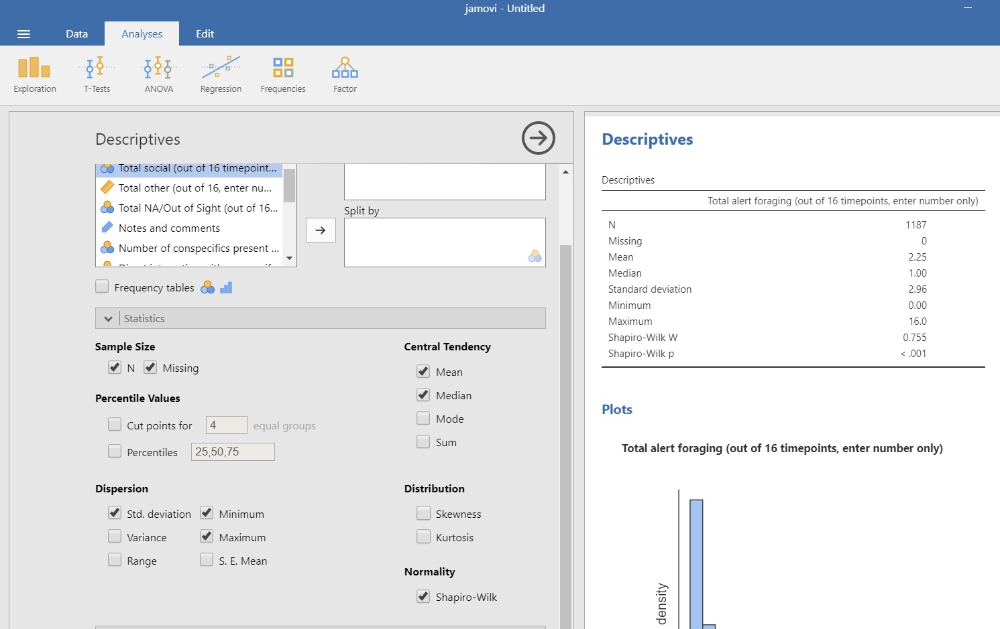 jamovi - Untitled
Data
Analyses
Edit
Exploration
T-Tests
ANOVA
Regression
Frequencies
Factor
Descriptives
Total social (out of 16 timepoint...
Total other (out of 16, enter nu...
Total NA/Out of Sight (out of 16...
Notes and comments
Number of conspecifics present ...
Split by
Frequency tables
Statistics
Sample Size
N
Missing
Percentile Values
Cut points for 4 equal groups
Percentiles 25,50,75
Dispersion
Std. deviation
Minimum
Variance
Maximum
Range
S. E. Mean
Central Tendency
Mean
Median
Mode
Sum
Distribution
Skewness
Kurtosis
Normality
Shapiro-Wilk
Descriptives
Descriptives
Total alert foraging (out of 16 timepoints, enter number only)
N 1187
Missing 0
Mean 2.25
Median 1.00
Standard deviation 2.96
Minimum 0.00
Maximum 16.0
Shapiro-Wilk W 0.755
Shapiro-Wilk p < .001
Plots
Total alert foraging (out of 16 timepoints, enter number only)
density